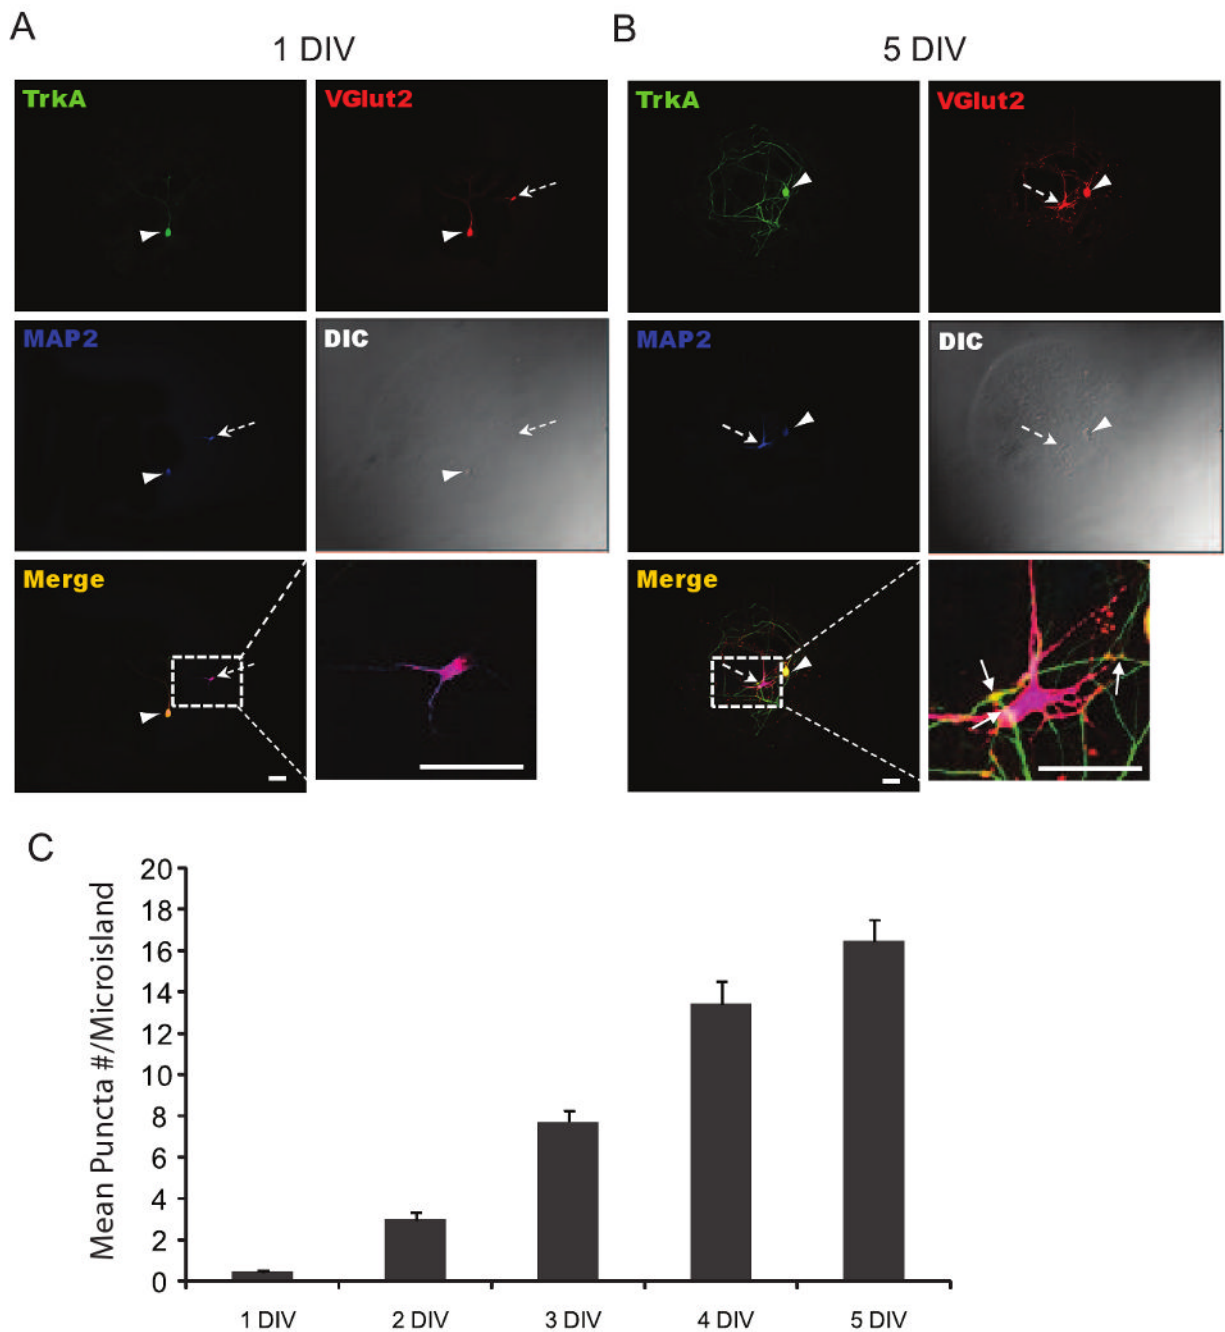 A
1 DIV
B
5 DIV
TrkA
VGlut2
TrkA
VGlut2
MAP2
DIC
MAP2
DIC
Merge
Merge
C
Mean Puncta #/Microisland
20
18
16
14
12
10
8
6
4
2
0
1 DIV
2 DIV
3 DIV
4 DIV
5 DIV